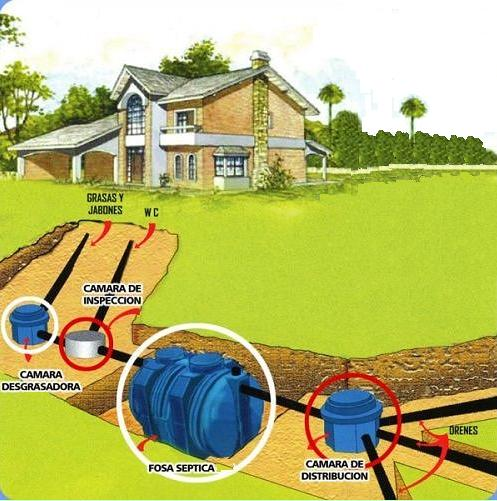 GRASAS Y
JABONES
W C
CAMARA DE
INSPECCION
CAMARA
DESGRASADORA
FOSA SEPTICA
CAMARA DE
DISTRIBUCION
DRENES